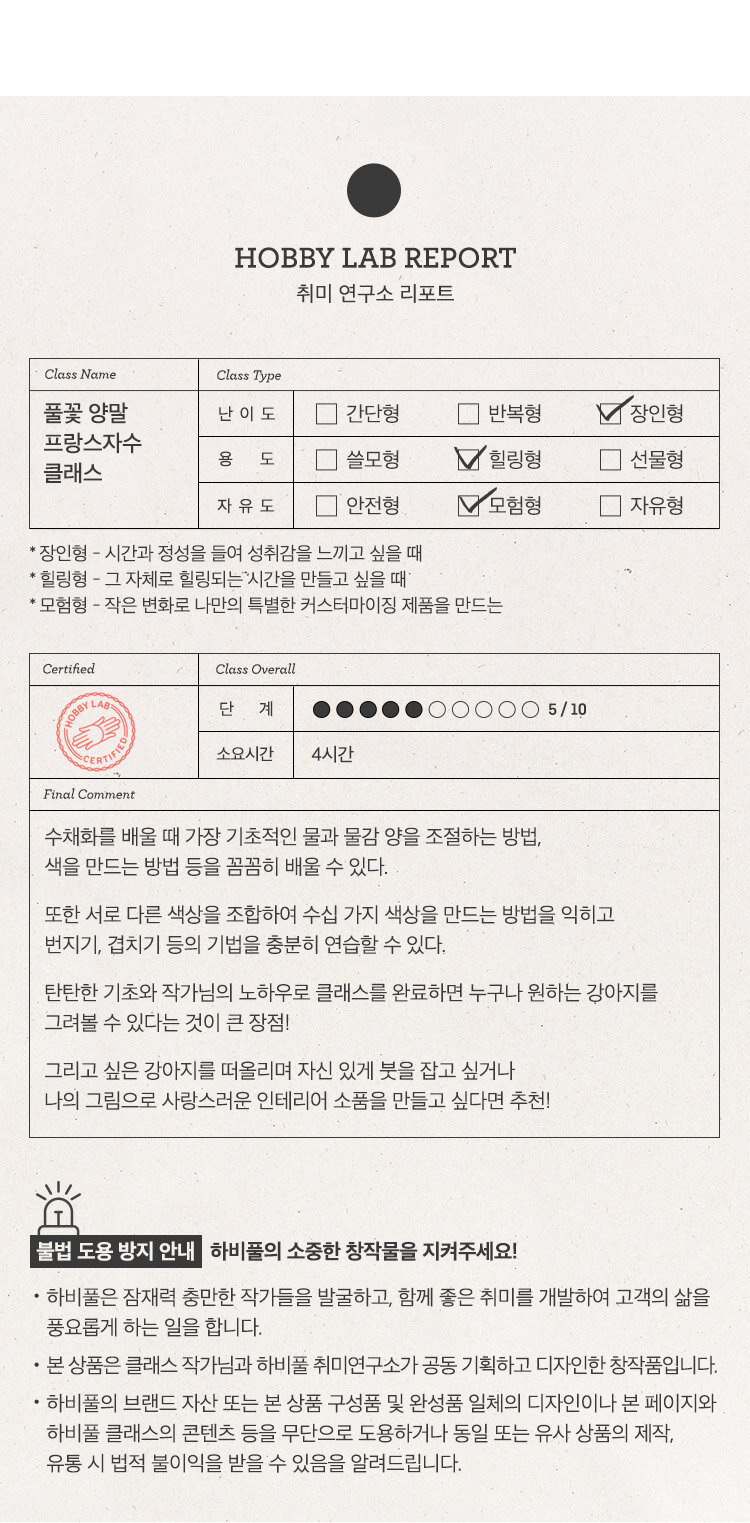 HOBBY LAB REPORT
취미 연구소 리포트
Class Name
Class Type
풀꽃 양말
프랑스자수
클래스
난이도 간단형 반복형 장인형
용도 쓸모형 힐링형 선물형
자유도 안전형 모험형 자유형
* 장인형 - 시간과 정성을 들여 성취감을 느끼고 싶을 때
* 힐링형 - 그 자체로 힐링되는 시간을 만들고 싶을 때
* 모험형 - 작은 변화로 나만의 특별한 커스터마이징 제품을 만드는
Certified
Class Overall
HOBBY LAB
CERTIFIED
단계 5 / 10
소요시간 4시간
Final Comment
수채화를 배울 때 가장 기초적인 물과 물감 양을 조절하는 방법,
색을 만드는 방법 등을 꼼꼼히 배울 수 있다.
또한 서로 다른 색상을 조합하여 수십 가지 색상을 만드는 방법을 익히고
번지기, 겹치기 등의 기법을 충분히 연습할 수 있다.
탄탄한 기초와 작가님의 노하우로 클래스를 완료하면 누구나 원하는 강아지를
그려볼 수 있다는 것이 큰 장점!
그리고 싶은 강아지를 떠올리며 자신 있게 붓을 잡고 싶거나
나의 그림으로 사랑스러운 인테리어 소품을 만들고 싶다면 추천!
불법 도용 방지 안내 하비풀의 소중한 창작물을 지켜주세요!
• 하비풀은 잠재력 충만한 작가들을 발굴하고, 함께 좋은 취미를 개발하여 고객의 삶을
풍요롭게 하는 일을 합니다.
• 본 상품은 클래스 작가님과 하비풀 취미연구소가 공동 기획하고 디자인한 창작품입니다.
• 하비풀의 브랜드 자산 또는 본 상품 구성품 및 완성품 일체의 디자인이나 본 페이지와
하비풀 클래스의 콘텐츠 등을 무단으로 도용하거나 동일 또는 유사 상품의 제작,
유통 시 법적 불이익을 받을 수 있음을 알려드립니다.